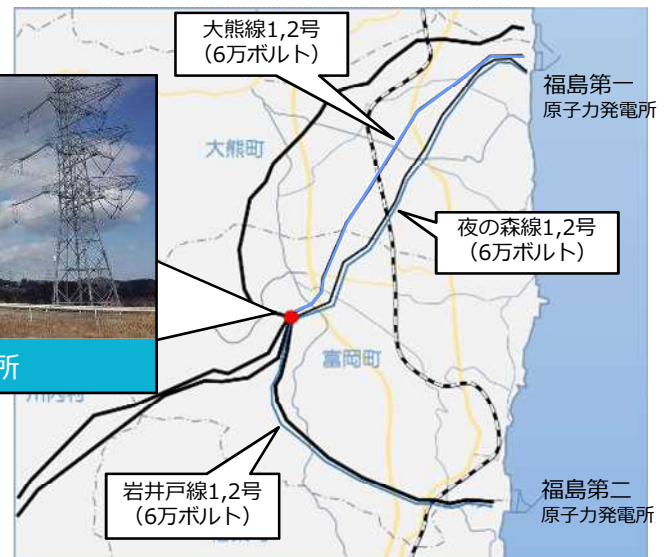 大熊線1,2号
（6万ボルト）
福島第一
原子力発電所
大熊町
夜の森線1,2号
（6万ボルト）
所
富岡町
川内村
岩井戸線1,2号
（6万ボルト）
福島第二
原子力発電所